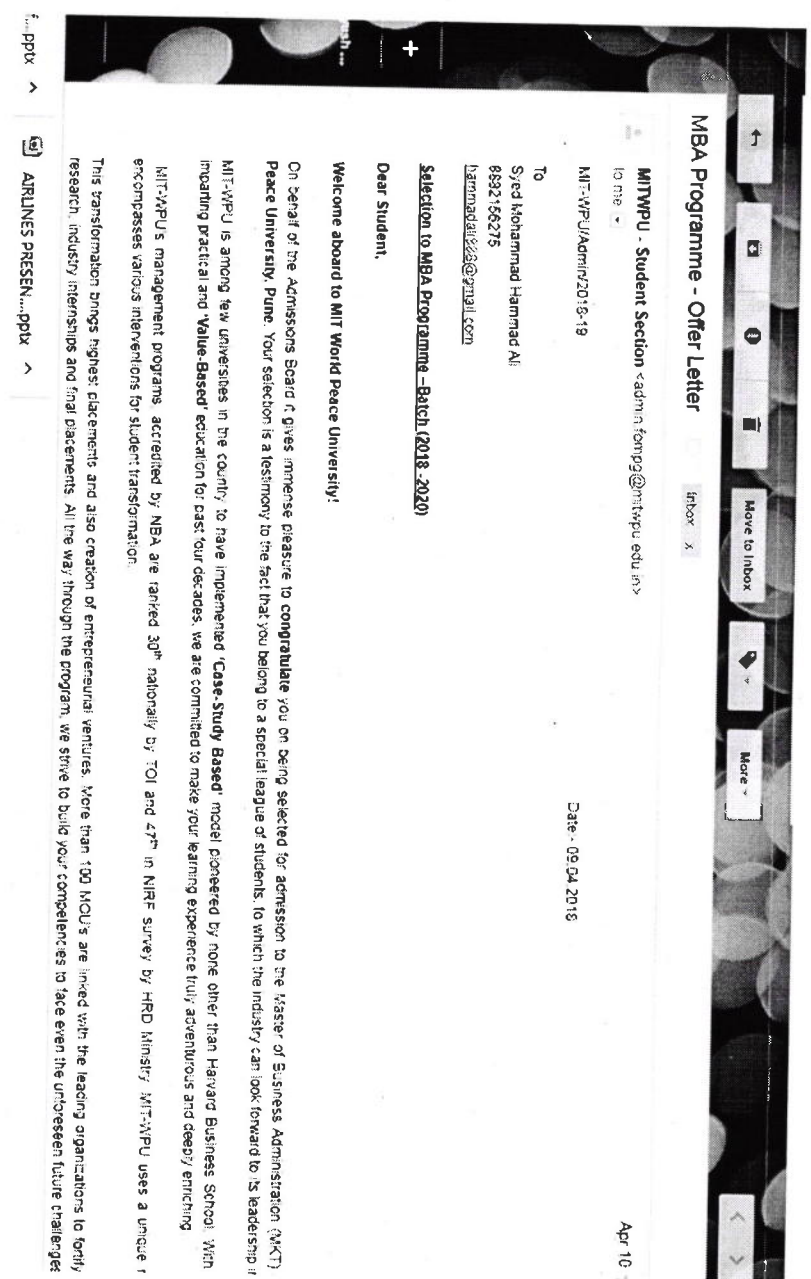 Move to Inbox
More
MBA Programme - Offer Letter
Inbox x
MITWPU - Student Section <admin.fompg@mitwpu.edu.in>
Apr 10
to me
MIT-WPU/Admin/2018-19
Date:- 09.04.2018
To
Syed Mohammad Hammad Ali
Selection to MBA Programme –Batch (2018 -2020)
Dear Student,
Welcome aboard to MIT World Peace University!
On behalf of the Admissions Board it gives immense pleasure to congratulate you on being selected for admission to the Master of Business Administration (MKT)
Peace University, Pune. Your selection is a testimony to the fact that you belong to a special league of students, to which the industry can look forward to its leadership
MIT-WPU is among few universities in the country to have implemented 'Case-Study Based' model pioneered by none other than Harvard Business School. With
imparting practical and 'Value-Based' education for past four decades, we are committed to make your learning experience truly adventurous and deeply enriching
MIT-WPU's management programs, accredited by NBA are ranked 30th nationally by TOI and 47th in NIRF survey by HRD Ministry. MIT-WPU uses a unique
encompasses various interventions for student transformation.
This transformation brings highest placements and also creation of entrepreneurial ventures. More than 100 MOU's are linked with the leading organizations to fortify
research, industry internships and final placements. All the way through the program, we strive to build your competencies to face even the unforeseen future challenges
f....pptx
AIRLINES PRESEN....pptx